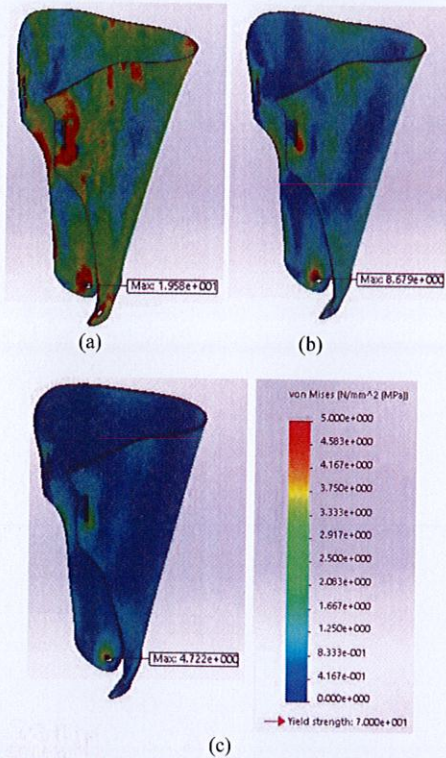 Max: 1.958e+001
(a)
Max: 8.679e+000
(b)
Max: 4.722e+000
von Mises (N/mm^2 (MPa))
5.000e+000
4.583e+000
4.167e+000
3.750e+000
3.333e+000
2.917e+000
2.500e+000
2.083e+000
1.667e+000
1.250e+000
8.333e-001
4.167e-001
0.000e+000
Yield strength: 7.000e+001
(c)